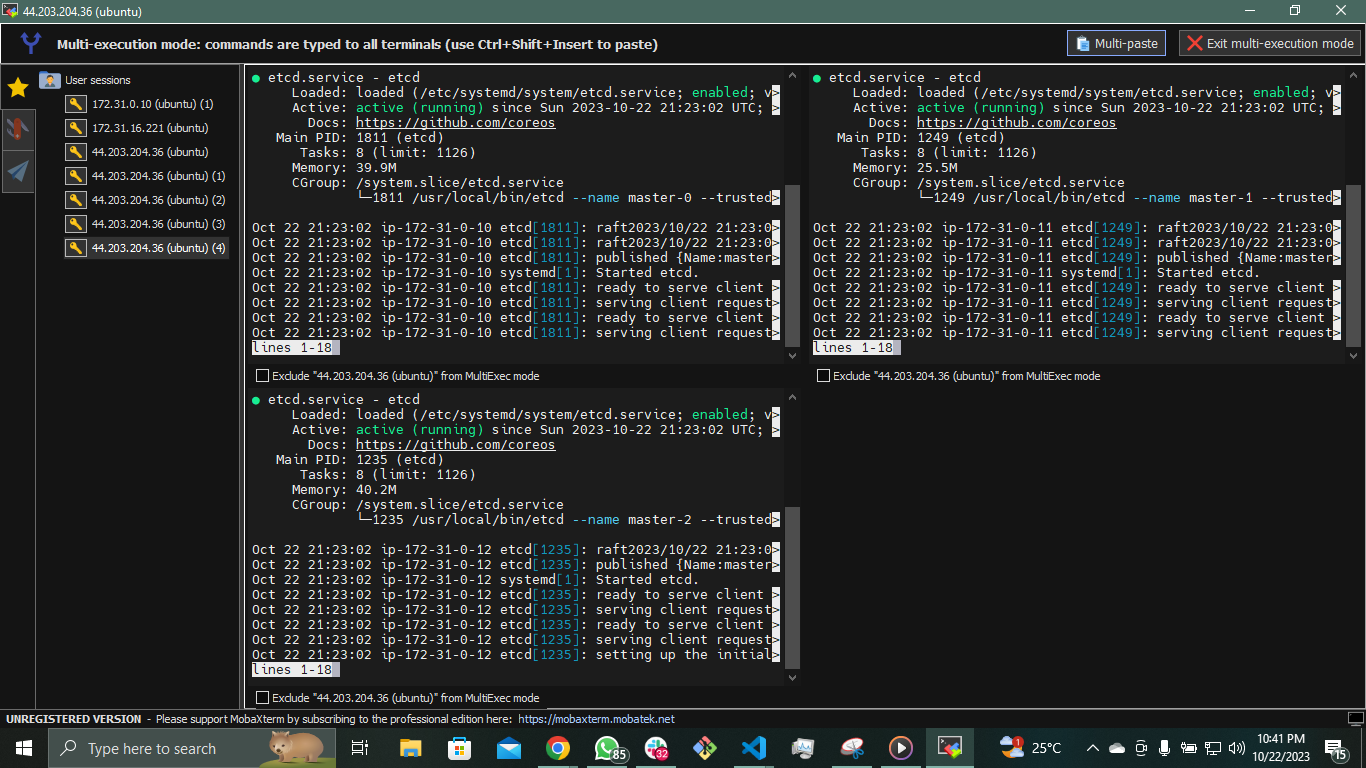 44.203.204.36 (ubuntu)
Multi-execution mode: commands are typed to all terminals (use Ctrl+Shift+Insert to paste)
Multi-paste
Exit multi-execution mode
User sessions
172.31.0.10 (ubuntu) (1)
172.31.16.221 (ubuntu)
44.203.204.36 (ubuntu)
44.203.204.36 (ubuntu) (1)
44.203.204.36 (ubuntu) (2)
44.203.204.36 (ubuntu) (3)
44.203.204.36 (ubuntu) (4)
● etcd.service - etcd
Loaded: loaded (/etc/systemd/system/etcd.service; enabled; v>
Active: active (running) since Sun 2023-10-22 21:23:02 UTC; >
Docs: https://github.com/coreos
Main PID: 1811 (etcd)
Tasks: 8 (limit: 1126)
Memory: 39.9M
CGroup: /system.slice/etcd.service
└─1811 /usr/local/bin/etcd --name master-0 --trusted>
Oct 22 21:23:02 ip-172-31-0-10 etcd[1811]: raft2023/10/22 21:23:0>
Oct 22 21:23:02 ip-172-31-0-10 etcd[1811]: raft2023/10/22 21:23:0>
Oct 22 21:23:02 ip-172-31-0-10 etcd[1811]: published {Name:master>
Oct 22 21:23:02 ip-172-31-0-10 systemd[1]: Started etcd.
Oct 22 21:23:02 ip-172-31-0-10 etcd[1811]: ready to serve client >
Oct 22 21:23:02 ip-172-31-0-10 etcd[1811]: serving client request>
Oct 22 21:23:02 ip-172-31-0-10 etcd[1811]: ready to serve client >
Oct 22 21:23:02 ip-172-31-0-10 etcd[1811]: serving client request>
lines 1-18
Exclude "44.203.204.36 (ubuntu)" from MultiExec mode
● etcd.service - etcd
Loaded: loaded (/etc/systemd/system/etcd.service; enabled; v>
Active: active (running) since Sun 2023-10-22 21:23:02 UTC; >
Docs: https://github.com/coreos
Main PID: 1249 (etcd)
Tasks: 8 (limit: 1126)
Memory: 25.5M
CGroup: /system.slice/etcd.service
└─1249 /usr/local/bin/etcd --name master-1 --trusted>
Oct 22 21:23:02 ip-172-31-0-11 etcd[1249]: raft2023/10/22 21:23:0>
Oct 22 21:23:02 ip-172-31-0-11 etcd[1249]: raft2023/10/22 21:23:0>
Oct 22 21:23:02 ip-172-31-0-11 etcd[1249]: published {Name:master>
Oct 22 21:23:02 ip-172-31-0-11 systemd[1]: Started etcd.
Oct 22 21:23:02 ip-172-31-0-11 etcd[1249]: ready to serve client >
Oct 22 21:23:02 ip-172-31-0-11 etcd[1249]: serving client request>
Oct 22 21:23:02 ip-172-31-0-11 etcd[1249]: ready to serve client >
Oct 22 21:23:02 ip-172-31-0-11 etcd[1249]: serving client request>
lines 1-18
Exclude "44.203.204.36 (ubuntu)" from MultiExec mode
● etcd.service - etcd
Loaded: loaded (/etc/systemd/system/etcd.service; enabled; v>
Active: active (running) since Sun 2023-10-22 21:23:02 UTC; >
Docs: https://github.com/coreos
Main PID: 1235 (etcd)
Tasks: 8 (limit: 1126)
Memory: 40.2M
CGroup: /system.slice/etcd.service
└─1235 /usr/local/bin/etcd --name master-2 --trusted>
Oct 22 21:23:02 ip-172-31-0-12 etcd[1235]: raft2023/10/22 21:23:0>
Oct 22 21:23:02 ip-172-31-0-12 etcd[1235]: published {Name:master>
Oct 22 21:23:02 ip-172-31-0-12 systemd[1]: Started etcd.
Oct 22 21:23:02 ip-172-31-0-12 etcd[1235]: ready to serve client >
Oct 22 21:23:02 ip-172-31-0-12 etcd[1235]: serving client request>
Oct 22 21:23:02 ip-172-31-0-12 etcd[1235]: ready to serve client >
Oct 22 21:23:02 ip-172-31-0-12 etcd[1235]: serving client request>
Oct 22 21:23:02 ip-172-31-0-12 etcd[1235]: setting up the initial>
lines 1-18
Exclude "44.203.204.36 (ubuntu)" from MultiExec mode
UNREGISTERED VERSION - Please support MobaXterm by subscribing to the professional edition here: https://mobaxterm.mobatek.net
Type here to search
85
32
1
25°C
10:41 PM
10/22/2023
15